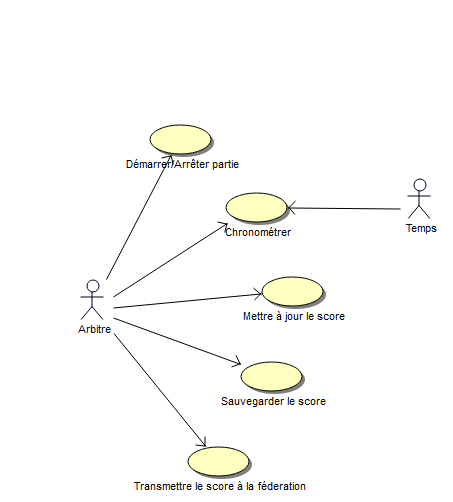 Démarrer/Arrêter partie
Chronométrer
Temps
Mettre à jour le score
Arbitre
Sauvegarder le score
Transmettre le score à la féderation